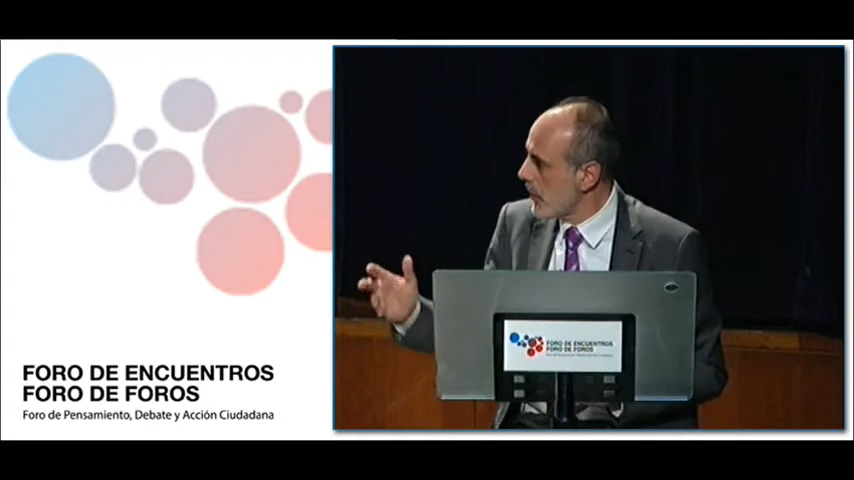 FORO DE ENCUENTROS
FORO DE FOROS
Foro de Pensamiento, Debate y Acción Ciudadana
FORO DE ENCUENTROS
FORO DE FOROS